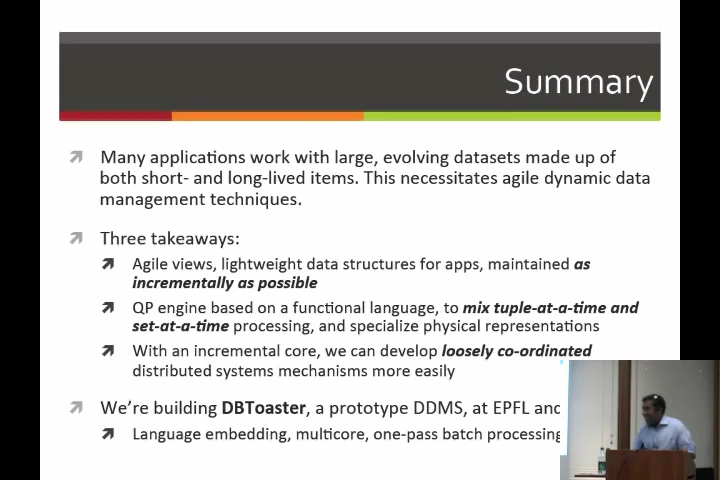 Summary
Many applications work with large, evolving datasets made up of
both short- and long-lived items. This necessitates agile dynamic data
management techniques.
Three takeaways:
Agile views, lightweight data structures for apps, maintained as
incrementally as possible
QP engine based on a functional language, to mix tuple-at-a-time and
set-at-a-time processing, and specialize physical representations
With an incremental core, we can develop loosely co-ordinated
distributed systems mechanisms more easily
We're building DBToaster, a prototype DDMS, at EPFL and
Language embedding, multicore, one-pass batch processing